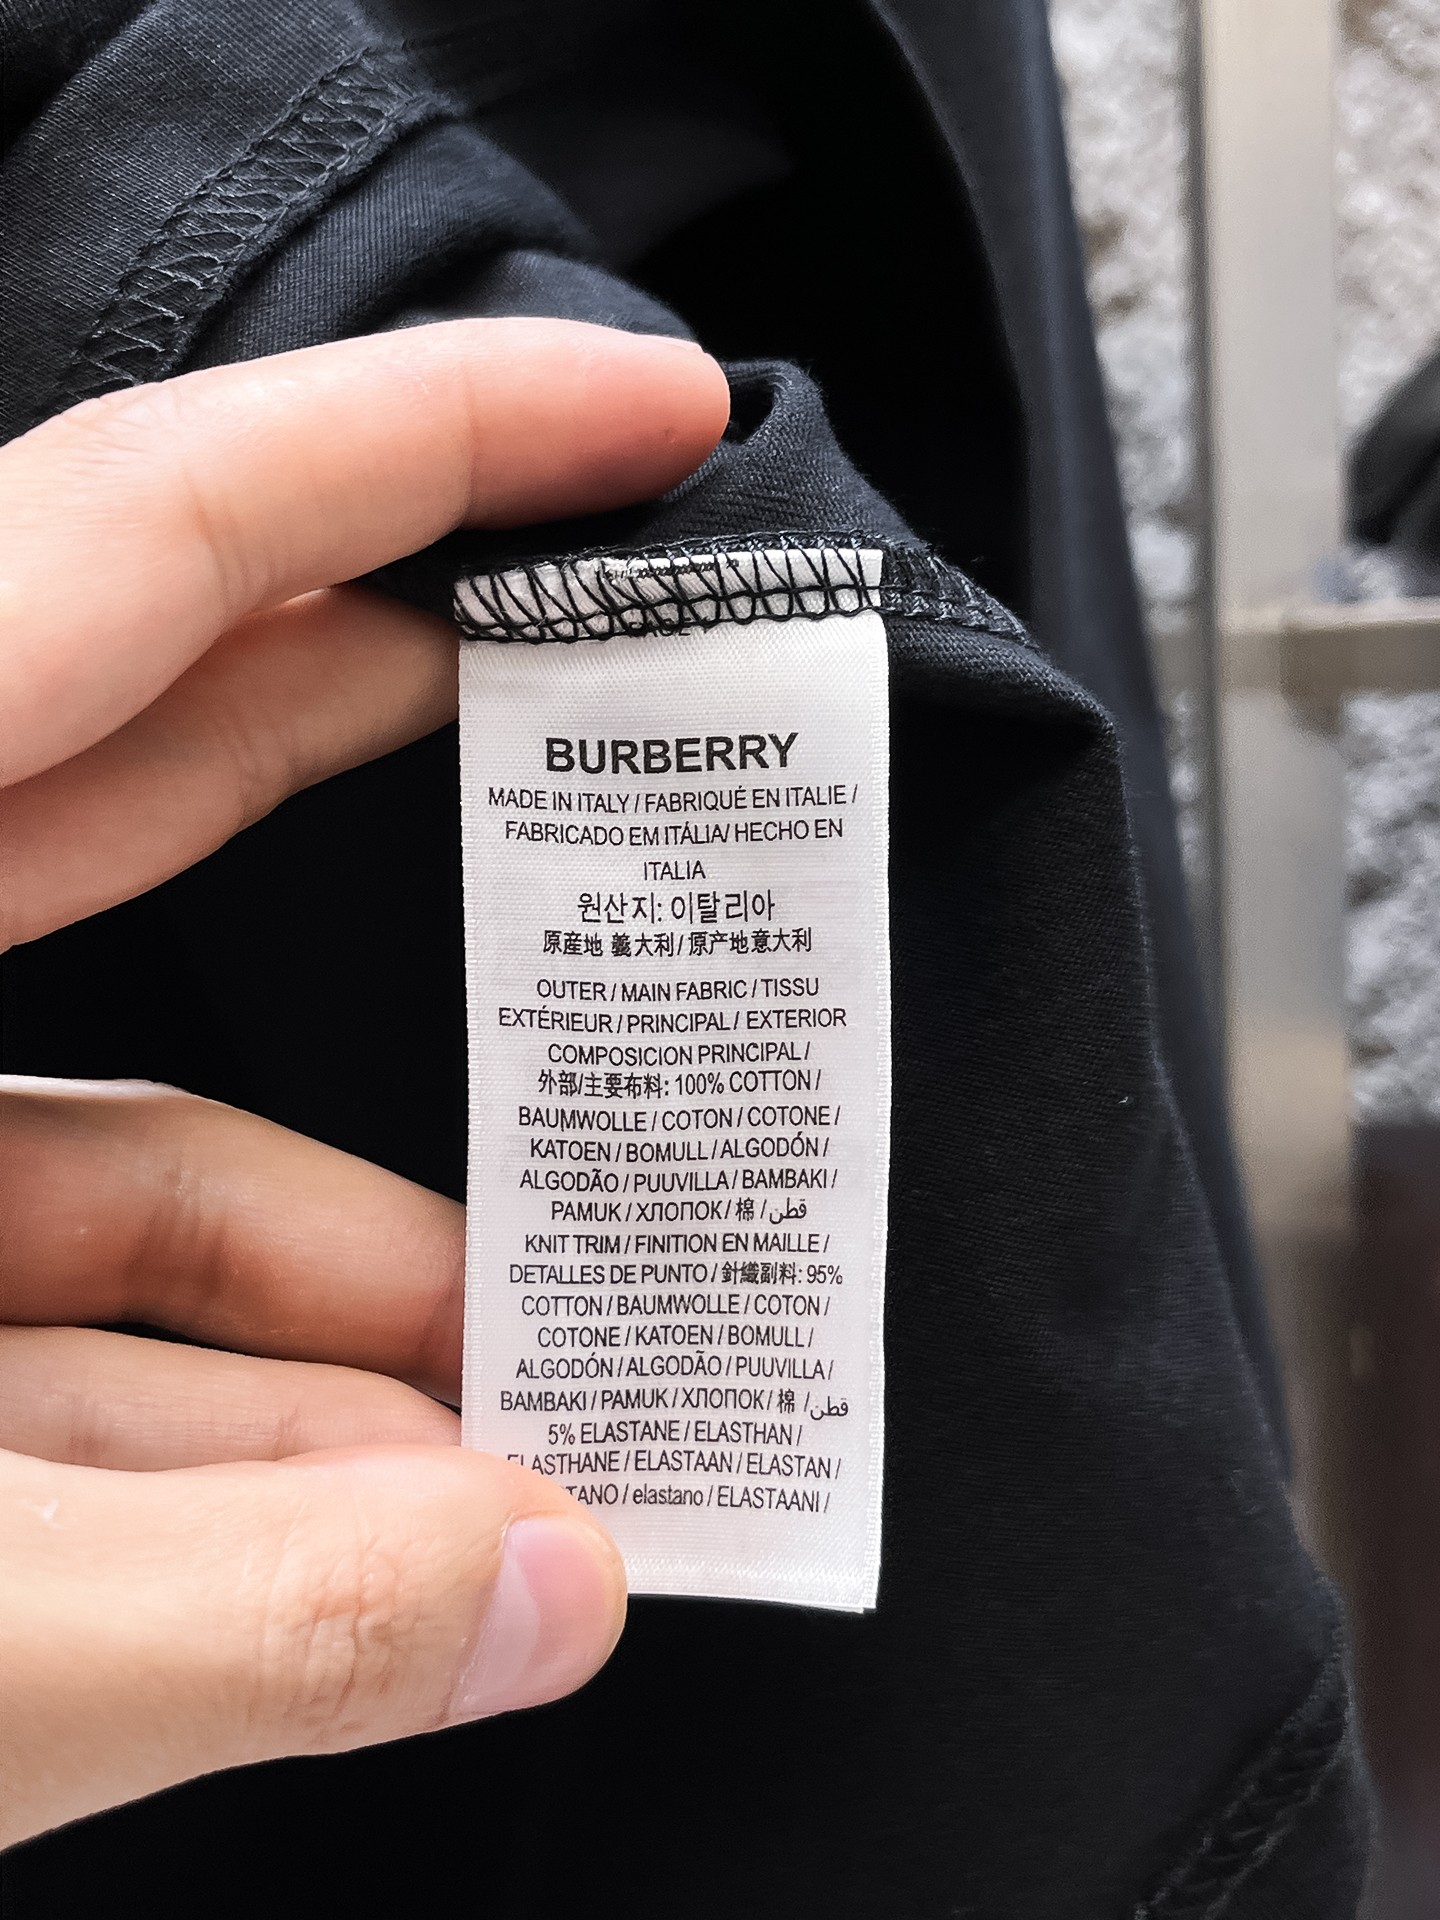 BURBERRY
MADE IN ITALY / FABRIQUÉ EN ITALIE /
FABRICADO EM ITÁLIA/ HECHO EN
ITALIA
원산지: 이탈리아
原産地 義大利 / 原产地意大利
OUTER / MAIN FABRIC / TISSU
EXTÉRIEUR / PRINCIPAL / EXTERIOR
COMPOSICION PRINCIPAL /
外部/主要布料: 100% COTTON /
BAUMWOLLE / COTON / COTONE /
KATOEN / BOMULL / ALGODÓN /
ALGODÃO / PUUVILLA / BAMBAKI /
PAMUK / ХЛОПОК / 棉 / قطن
KNIT TRIM / FINITION EN MAILLE /
DETALLES DE PUNTO / 針織副料: 95%
COTTON / BAUMWOLLE / COTON /
COTONE / KATOEN / BOMULL /
ALGODÓN / ALGODÃO / PUUVILLA /
BAMBAKI / PAMUK / ХЛОПОК / 棉 / قطن
5% ELASTANE / ELASTHAN /
ELASTHANE / ELASTAAN / ELASTAN /
/ elastano / ELASTAANI /